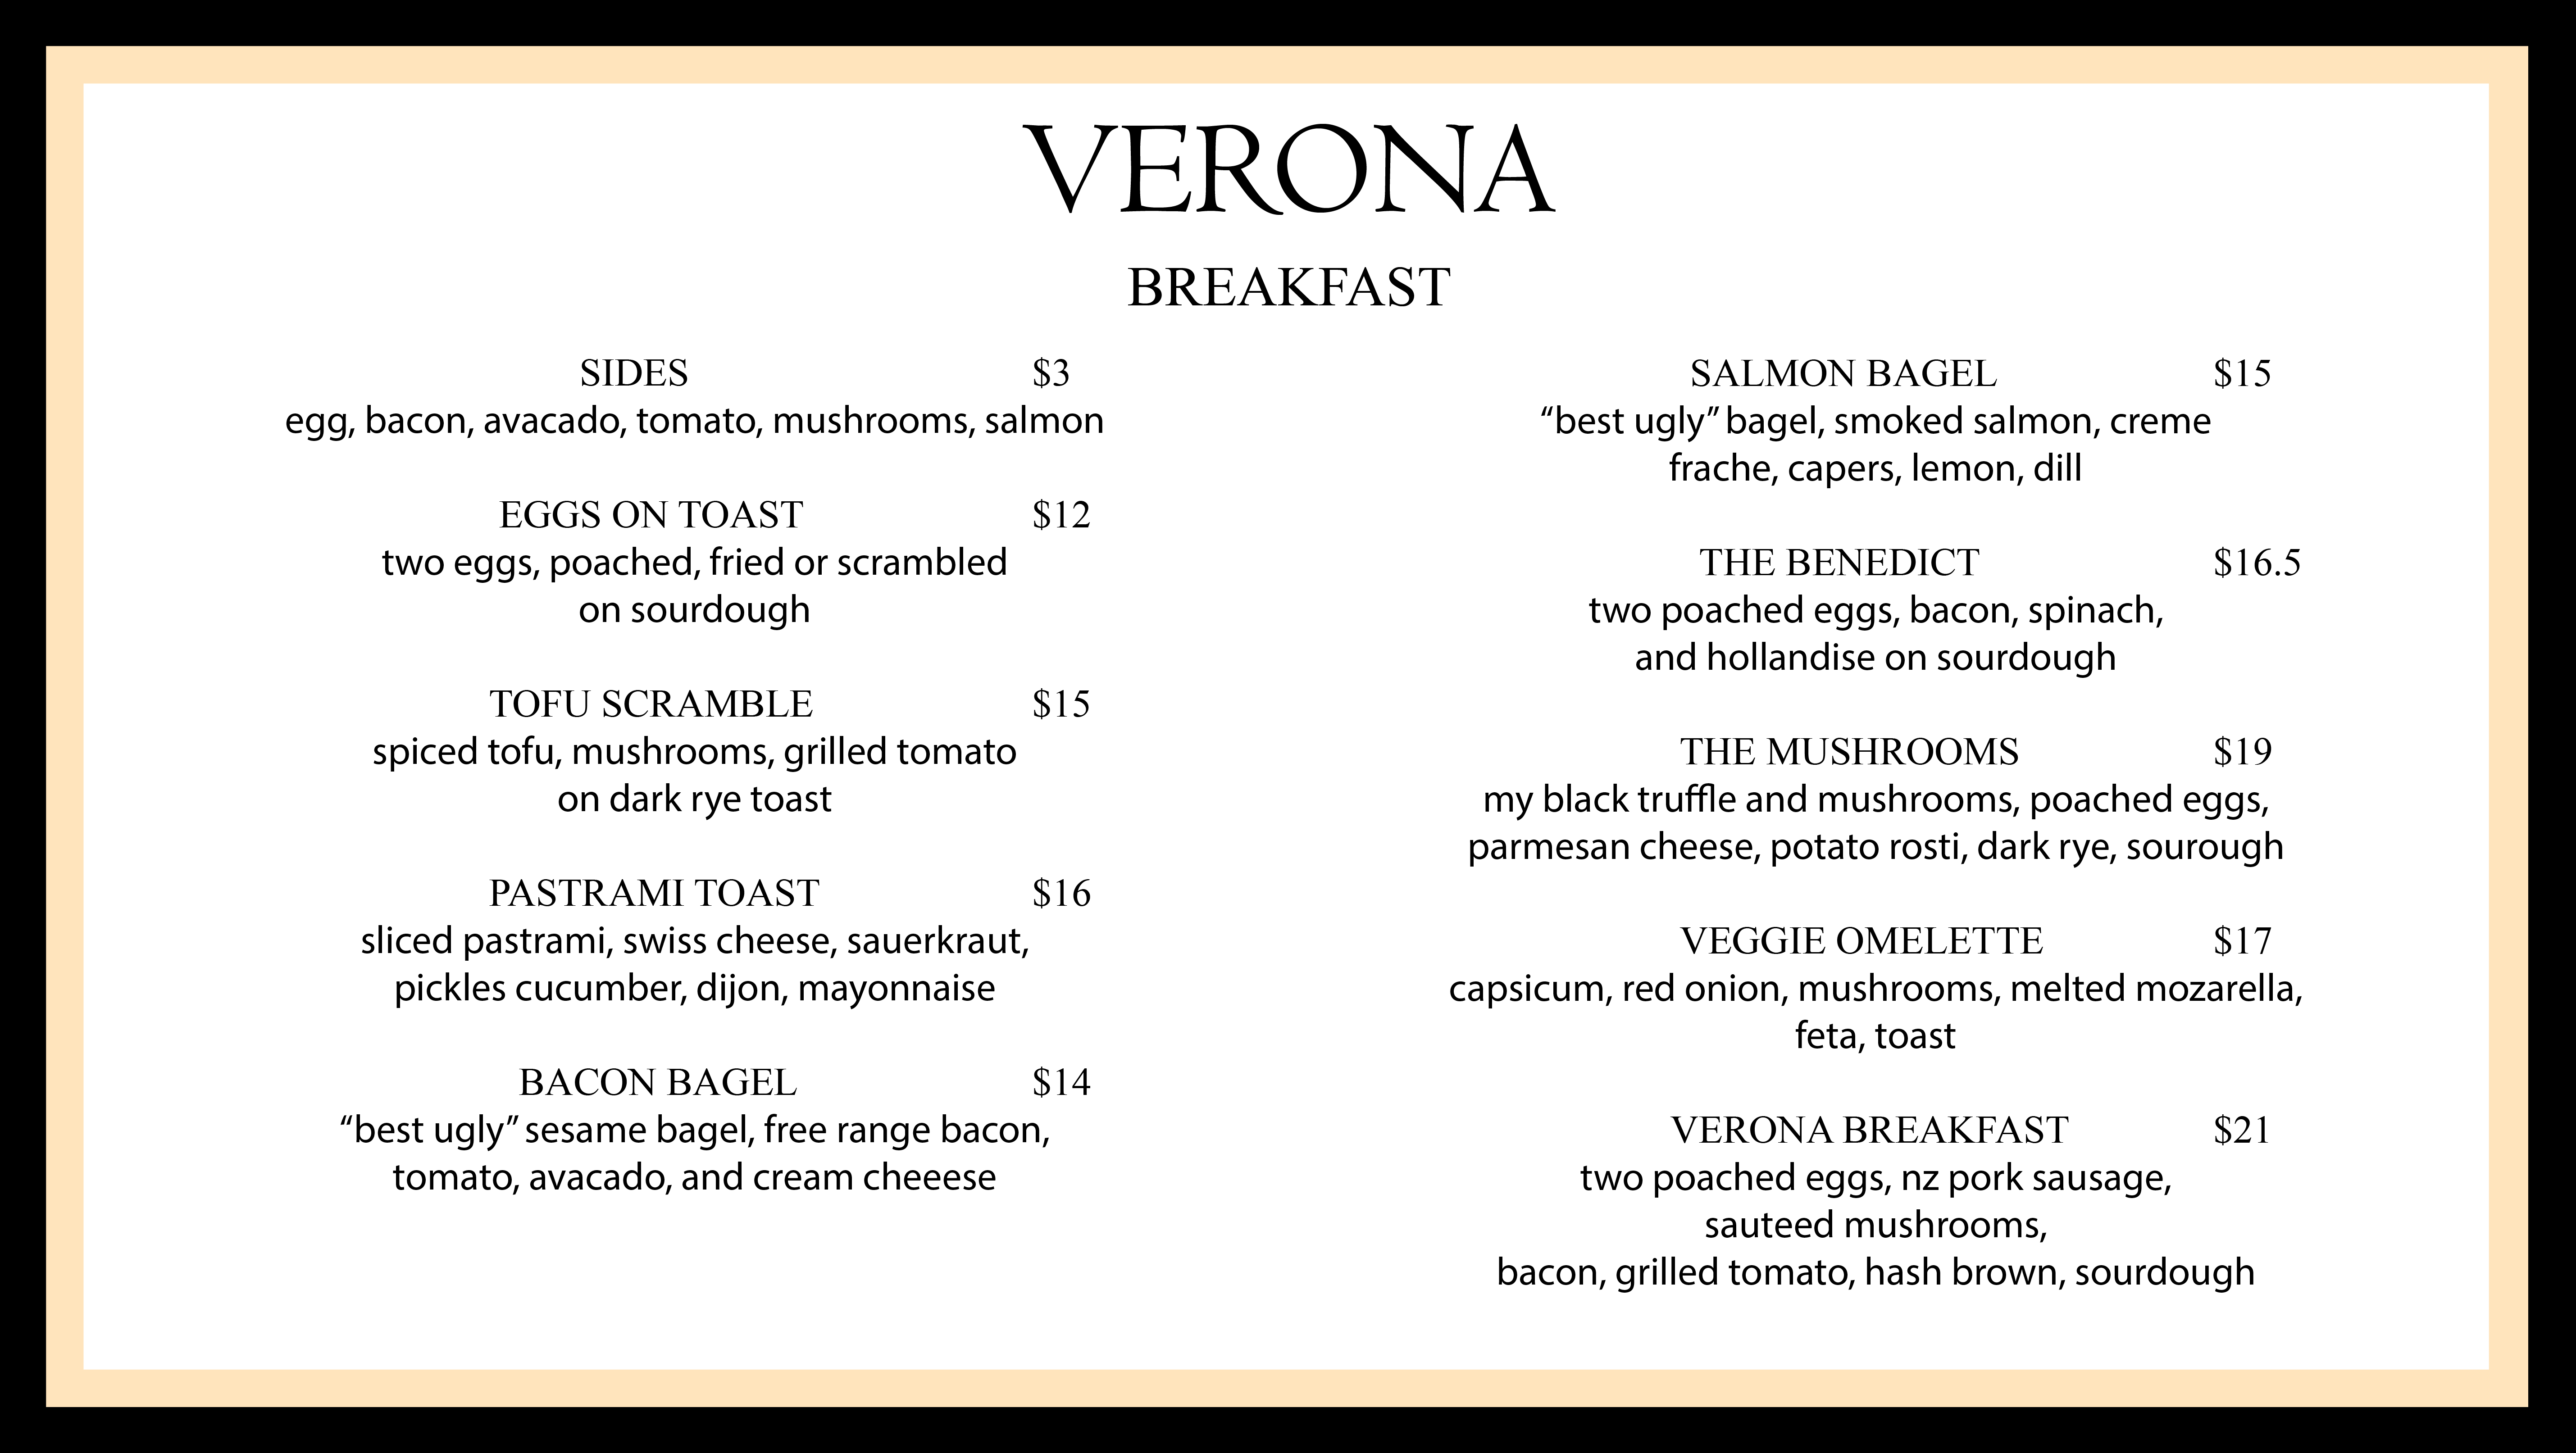 VERONA
BREAKFAST
SIDES $3
egg, bacon, avacado, tomato, mushrooms, salmon
EGGS ON TOAST $12
two eggs, poached, fried or scrambled
on sourdough
TOFU SCRAMBLE $15
spiced tofu, mushrooms, grilled tomato
on dark rye toast
PASTRAMI TOAST $16
sliced pastrami, swiss cheese, sauerkraut,
pickles cucumber, dijon, mayonnaise
BACON BAGEL $14
“best ugly” sesame bagel, free range bacon,
tomato, avacado, and cream cheeese
SALMON BAGEL $15
“best ugly” bagel, smoked salmon, creme
frache, capers, lemon, dill
THE BENEDICT $16.5
two poached eggs, bacon, spinach,
and hollandise on sourdough
THE MUSHROOMS $19
my black truffle and mushrooms, poached eggs,
parmesan cheese, potato rosti, dark rye, sourough
VEGGIE OMELETTE $17
capsicum, red onion, mushrooms, melted mozarella,
feta, toast
VERONA BREAKFAST $21
two poached eggs, nz pork sausage,
sauteed mushrooms,
bacon, grilled tomato, hash brown, sourdough